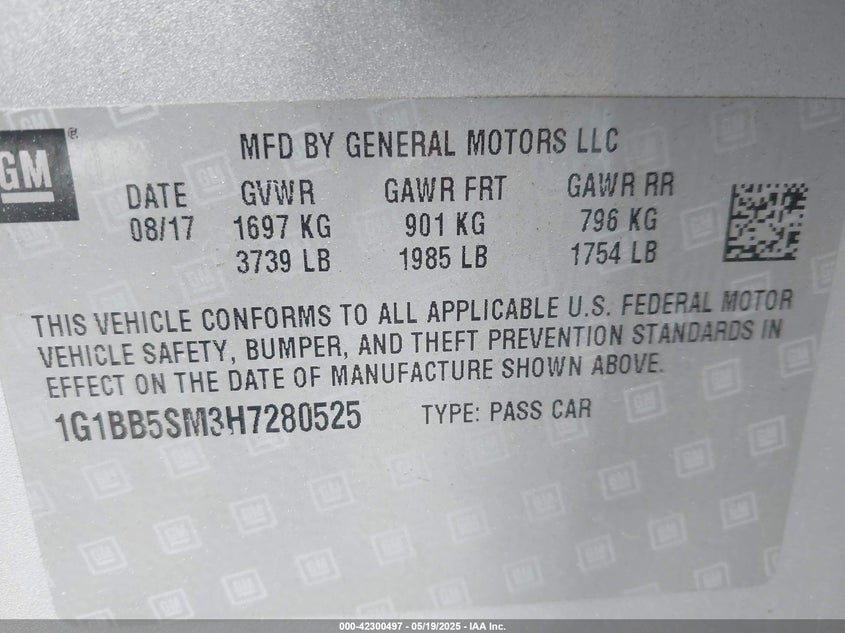 GM ®
MFD BY GENERAL MOTORS LLC
DATE GVWR GAWR FRT GAWR RR
08/17 1697 KG 901 KG 796 KG
3739 LB 1985 LB 1754 LB
THIS VEHICLE CONFORMS TO ALL APPLICABLE U.S. FEDERAL MOTOR
VEHICLE SAFETY, BUMPER, AND THEFT PREVENTION STANDARDS IN
EFFECT ON THE DATE OF MANUFACTURE SHOWN ABOVE.
1G1BB5SM3H7280525 TYPE: PASS CAR
000-42300497 - 05/19/2025 - IAA Inc.